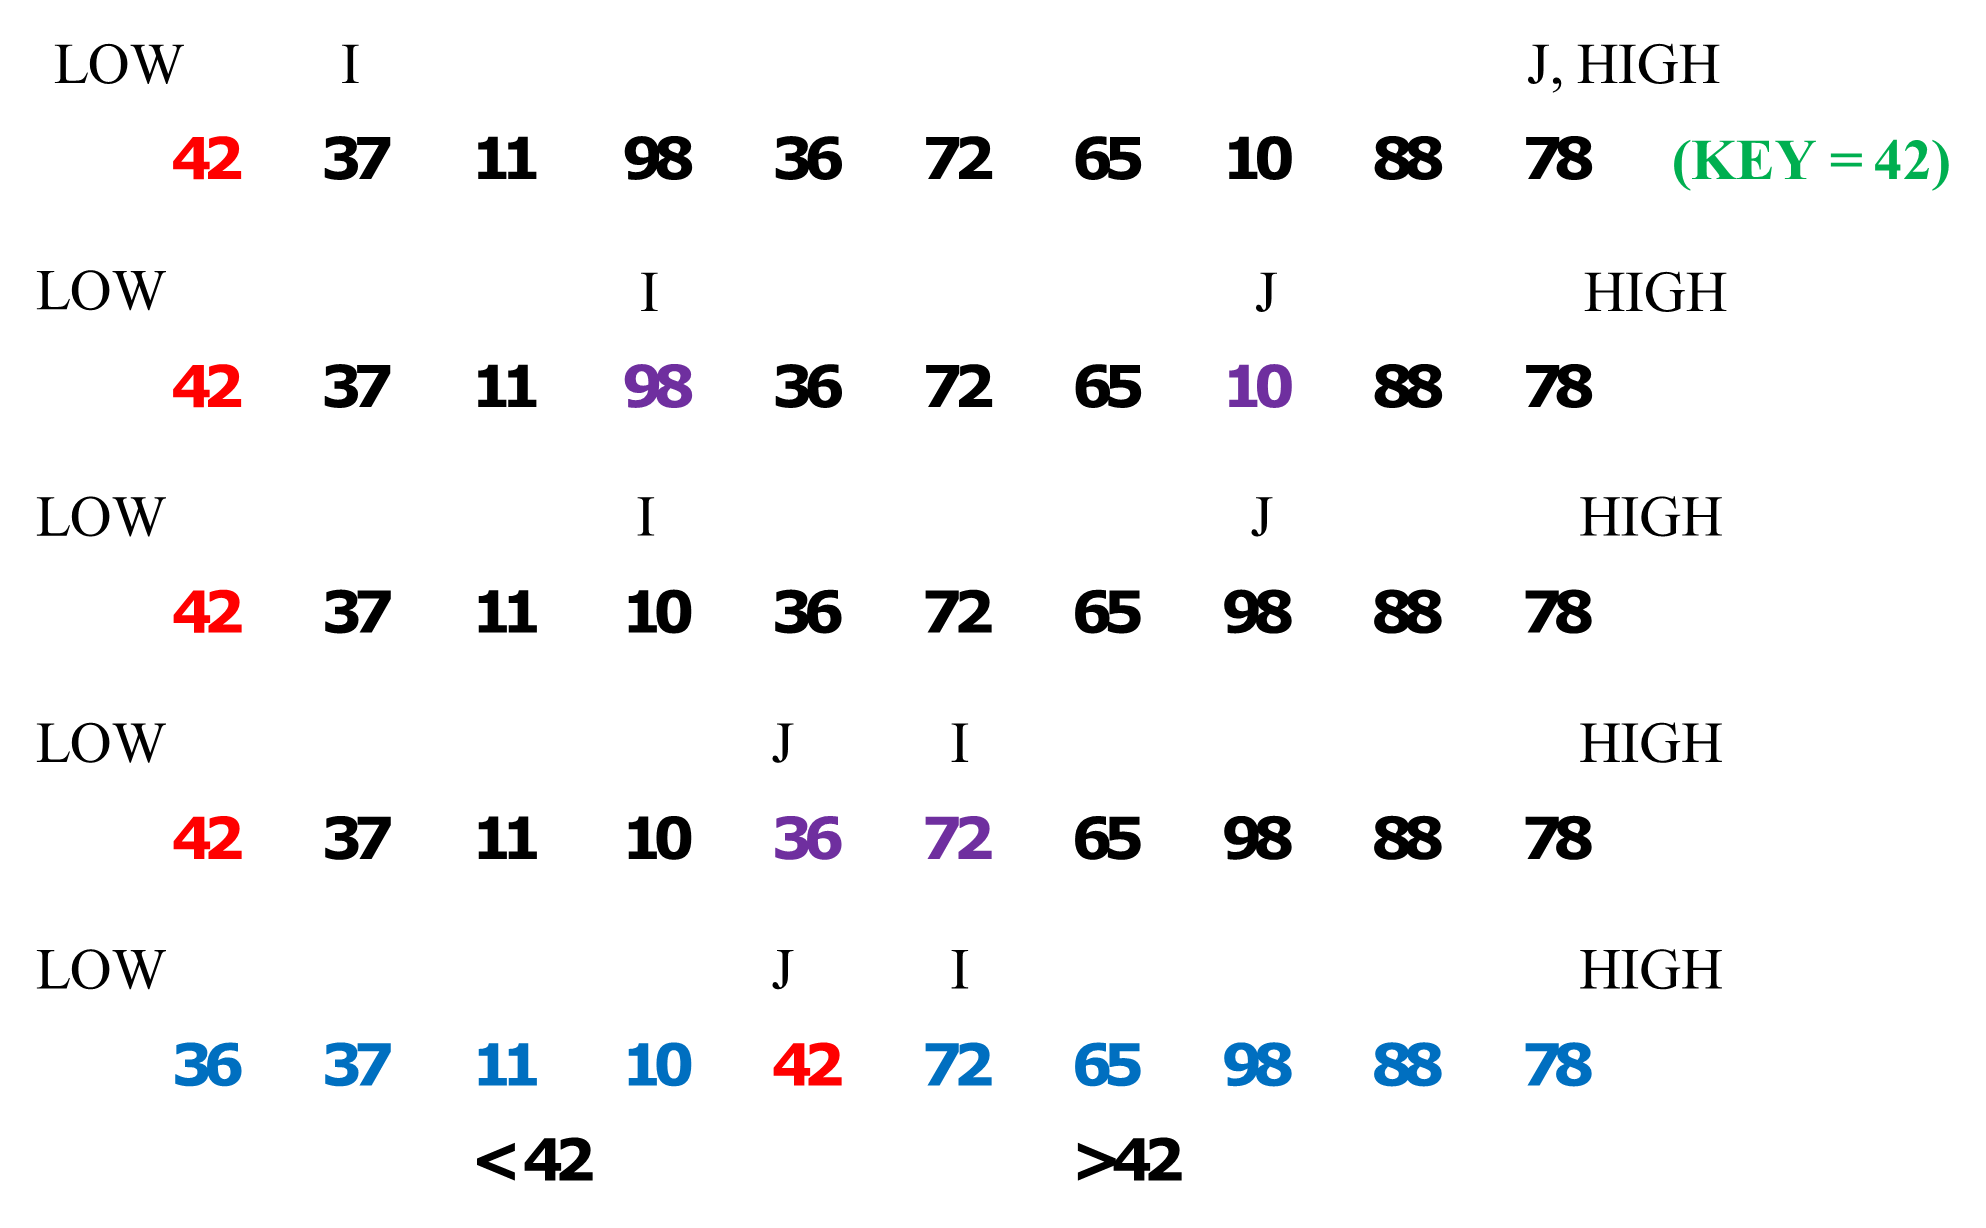 LOW I J, HIGH
42 37 11 98 36 72 65 10 88 78 (KEY = 42)
LOW I J HIGH
42 37 11 98 36 72 65 10 88 78
LOW I J HIGH
42 37 11 10 36 72 65 98 88 78
LOW J I HIGH
42 37 11 10 36 72 65 98 88 78
LOW J I HIGH
36 37 11 10 42 72 65 98 88 78
< 42 >42